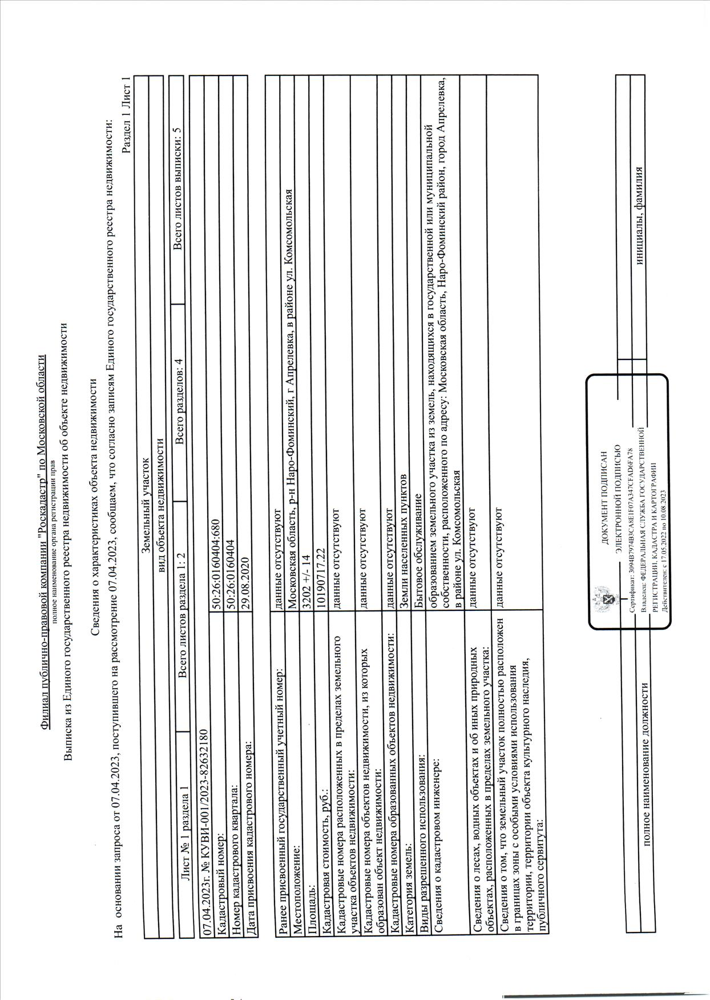 Филиал публично-правовой компании "Роскадастр" по Московской области
полное наименование органа регистрации прав
Выписка из Единого государственного реестра недвижимости об объекте недвижимости
Сведения о характеристиках объекта недвижимости
На основании запроса от 07.04.2023, поступившего на рассмотрение 07.04.2023, сообщаем, что согласно записям Единого государственного реестра недвижимости:
Раздел 1 Лист 1
Земельный участок
вид объекта недвижимости
Лист № 1 раздела 1 Всего листов раздела 1: 2 Всего разделов: 4 Всего листов выписки: 5
07.04.2023г. № КУВИ-001/2023-82632180
Кадастровый номер: 50:26:0160404:680
Номер кадастрового квартала: 50:26:0160404
Дата присвоения кадастрового номера: 29.08.2020
Ранее присвоенный государственный учетный номер: данные отсутствуют
Местоположение: Московская область, р-н Наро-Фоминский, г Апрелевка, в районе ул. Комсомольская
Площадь: 3202 +/- 14
Кадастровая стоимость, руб.: 10190717.22
Кадастровые номера расположенных в пределах земельного
участка объектов недвижимости:
данные отсутствуют
Кадастровые номера объектов недвижимости, из которых
образован объект недвижимости:
данные отсутствуют
Кадастровые номера образованных объектов недвижимости: данные отсутствуют
Категория земель: Земли населенных пунктов
Виды разрешенного использования: Бытовое обслуживание
Сведения о кадастровом инженере:
образованием земельного участка из земель, находящихся в государственной или муниципальной
собственности, расположенного по адресу: Московская область, Наро-Фоминский район, город Апрелевка,
в районе ул. Комсомольская
Сведения о лесах, водных объектах и об иных природных
объектах, расположенных в пределах земельного участка:
данные отсутствуют
Сведения о том, что земельный участок полностью расположен
в границах зоны с особыми условиями использования
территории, территории объекта культурного наследия,
публичного сервитута:
данные отсутствуют
ДОКУМЕНТ ПОДПИСАН
ЭЛЕКТРОННОЙ ПОДПИСЬЮ
Сертификат: 3094B7974B3CA8E1F07A347CFAD6FA78
Владелец: ФЕДЕРАЛЬНАЯ СЛУЖБА ГОСУДАРСТВЕННОЙ
РЕГИСТРАЦИИ, КАДАСТРА И КАРТОГРАФИИ
Действителен: с 17.05.2022 по 10.08.2023
полное наименование должности
инициалы, фамилия